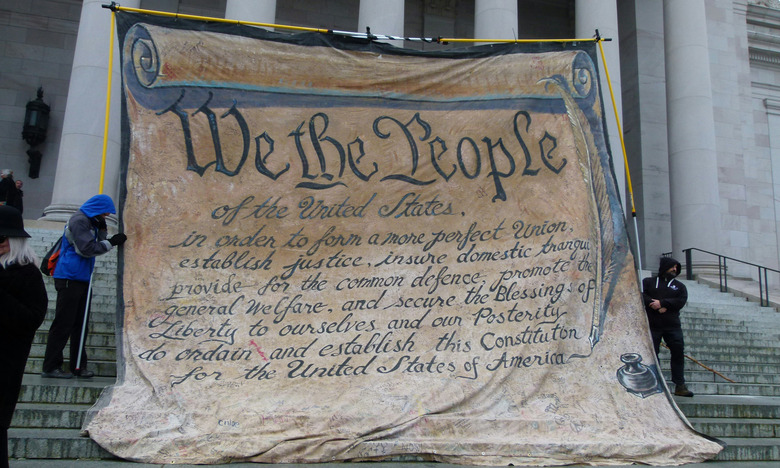 We the People
of the United States,
in order to form a more perfect Union,
establish justice, insure domestic tranqui
provide for the common defence, promote the
general Welfare, and secure the Blessings of
Liberty to ourselves and our Posterity
do ordain and establish this Constitution
for the United States of America